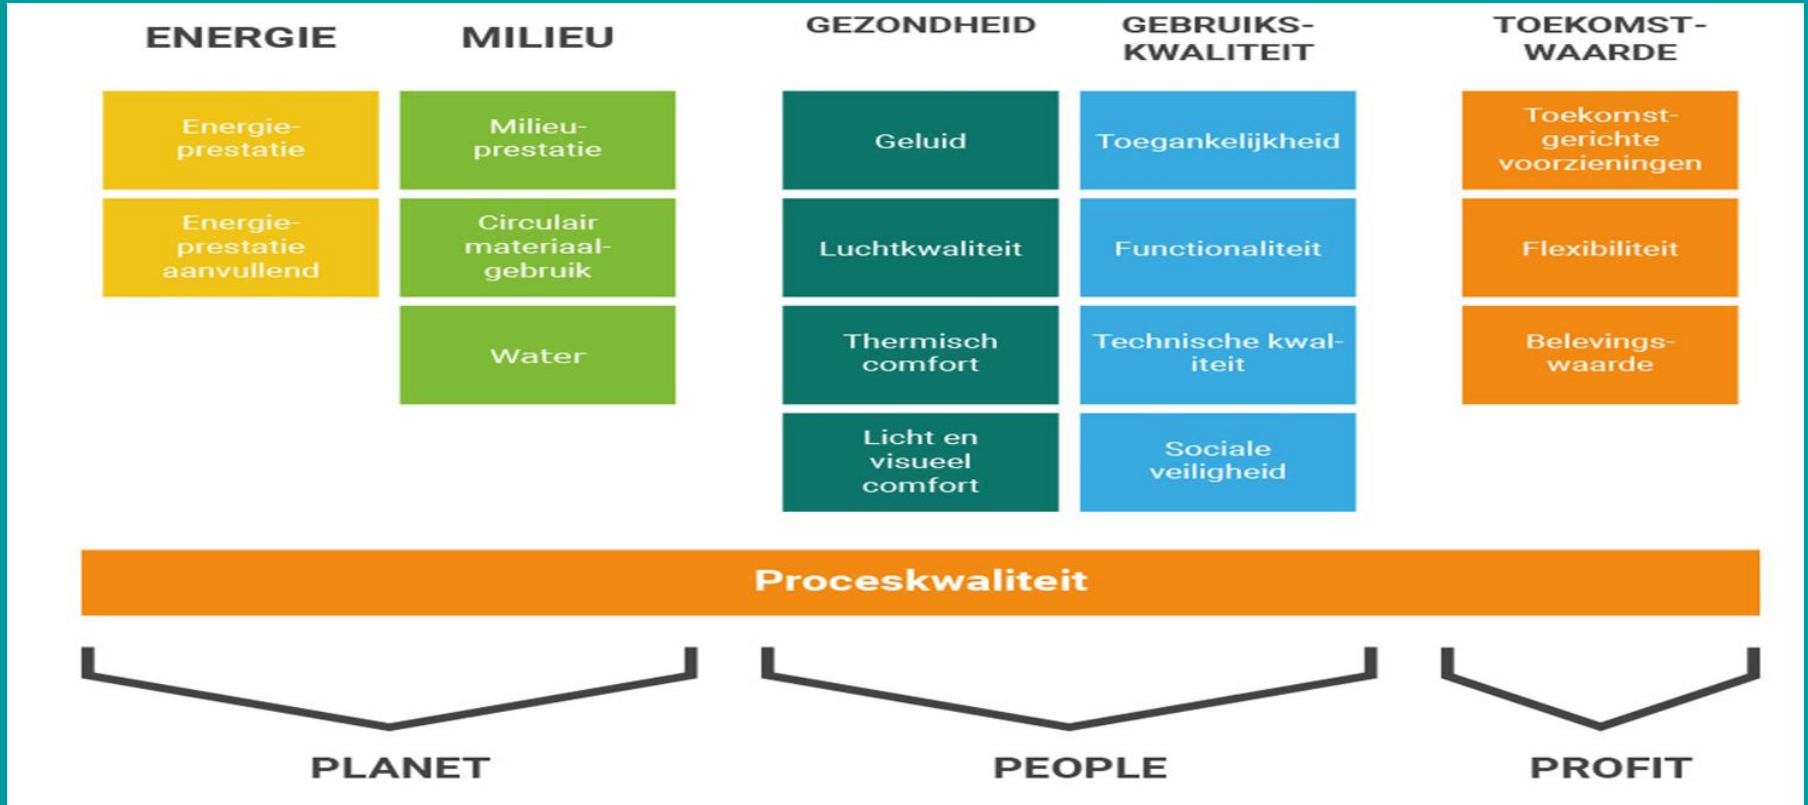 ENERGIE
Energie-
prestatie
Energie-
prestatie
aanvullend
MILIEU
Milieu-
prestatie
Circulair
materiaal-
gebruik
Water
GEZONDHEID
Geluid
Luchtkwaliteit
Thermisch
comfort
Licht en
visueel
comfort
GEBRUIKS-
KWALITEIT
Toegankelijkheid
Functionaliteit
Technische kwal-
iteit
Sociale
veiligheid
TOEKOMST-
WAARDE
Toekomst-
gerichte
voorzieningen
Flexibiliteit
Belevings-
waarde
Proceskwaliteit
PLANET
PEOPLE
PROFIT